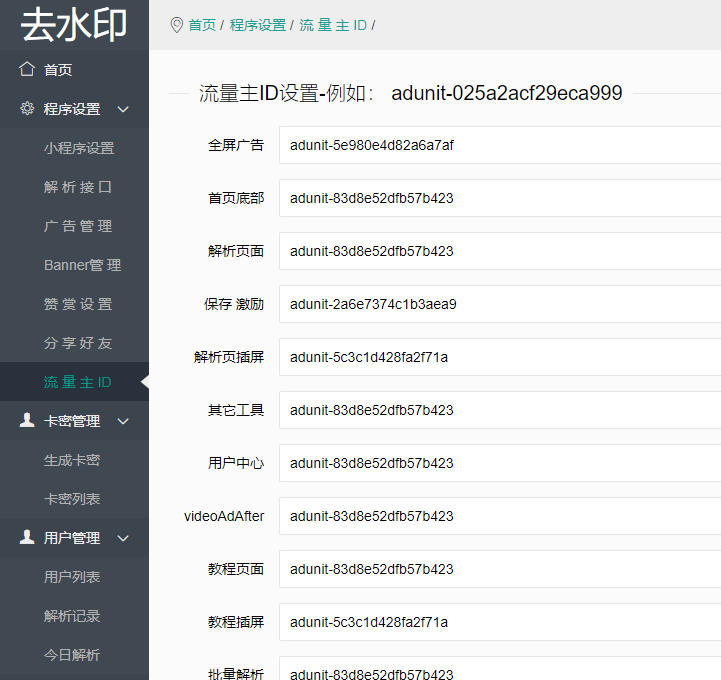 去水印
首页 / 程序设置 / 流 量 主 ID /
首页
程序设置
小程序设置
解 析 接 口
广 告 管 理
Banner管 理
赞 赏 设 置
分 享 好 友
流 量 主 ID
卡密管理
生成卡密
卡密列表
用户管理
用户列表
解析记录
今日解析
流量主ID设置-例如： adunit-025a2acf29eca999
全屏广告 adunit-5e980e4d82a6a7af
首页底部 adunit-83d8e52dfb57b423
解析页面 adunit-83d8e52dfb57b423
保存 激励 adunit-2a6e7374c1b3aea9
解析页插屏 adunit-5c3c1d428fa2f71a
其它工具 adunit-83d8e52dfb57b423
用户中心 adunit-83d8e52dfb57b423
videoAdAfter adunit-83d8e52dfb57b423
教程页面 adunit-83d8e52dfb57b423
教程插屏 adunit-5c3c1d428fa2f71a
批量解析 adunit-83d8e52dfb57b423